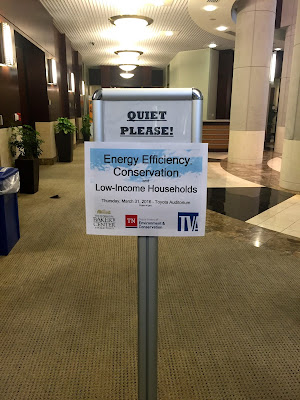 QUIET
PLEASE!
Energy Efficiency,
Conservation
and
Low-Income Households
Thursday, March 31, 2016 - Toyota Auditorium
BAKER
CENTER
TN
Environment &
Conservation
TVA